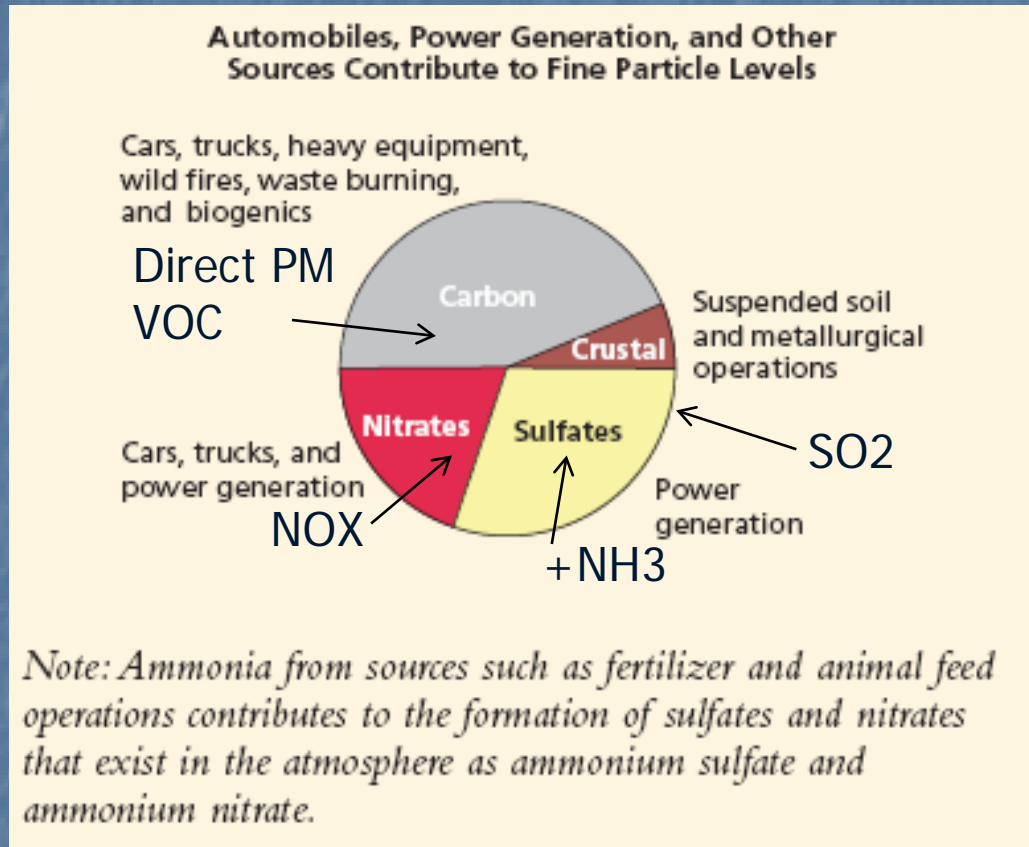 Automobiles, Power Generation, and Other
Sources Contribute to Fine Particle Levels
Cars, trucks, heavy equipment,
wild fires, waste burning,
and biogenics
Direct PM
VOC
Carbon
Suspended soil
and metallurgical
operations
Crustal
Nitrates
Sulfates
SO2
Cars, trucks, and
power generation
NOX
Power
generation
+NH3
Note: Ammonia from sources such as fertilizer and animal feed
operations contributes to the formation of sulfates and nitrates
that exist in the atmosphere as ammonium sulfate and
ammonium nitrate.